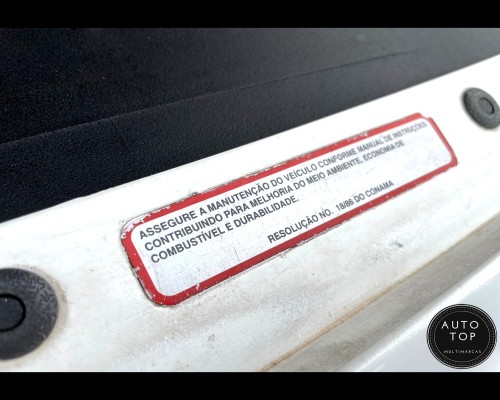 ASSEGURE A MANUTENÇÃO DO VEÍCULO CONFORME MANUAL DE INSTRUÇÕES
CONTRIBUINDO PARA MELHORIA DO MEIO AMBIENTE, ECONOMIA DE
COMBUSTÍVEL E DURABILIDADE.
RESOLUÇÃO NO. 18/86 DO CONAMA
AUTO
TOP
MULTIMARCAS